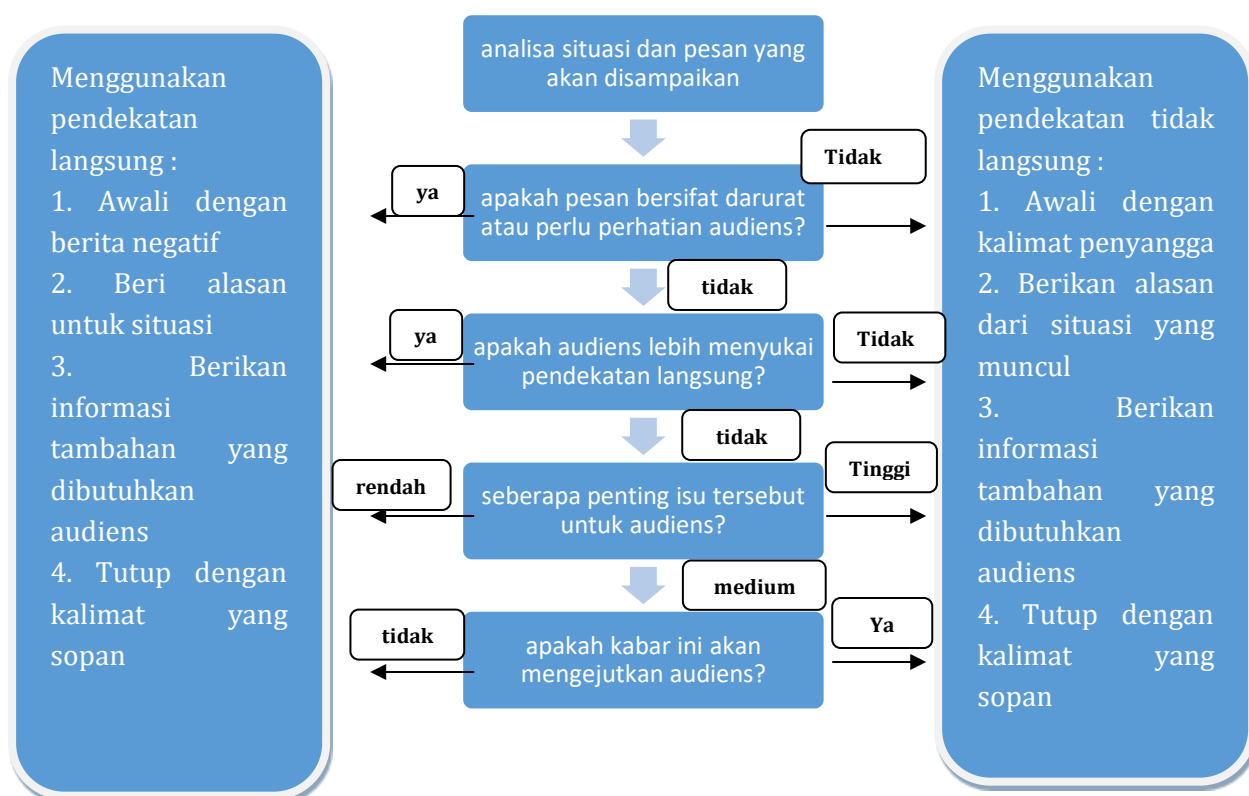 Menggunakan
pendekatan
langsung :
1. Awali dengan
berita negatif
2. Beri alasan
untuk situasi
3. Berikan
informasi
tambahan yang
dibutuhkan
audiens
4. Tutup dengan
kalimat yang
sopan
analisa situasi dan pesan yang
akan disampaikan
Tidak
ya
apakah pesan bersifat darurat
atau perlu perhatian audiens?
tidak
ya
apakah audiens lebih menyukai
pendekatan langsung?
Tidak
tidak
rendah
seberapa penting isu tersebut
untuk audiens?
Tinggi
medium
tidak
apakah kabar ini akan
mengejutkan audiens?
Ya
Menggunakan
pendekatan tidak
langsung :
1. Awali dengan
kalimat penyangga
2. Berikan alasan
dari situasi yang
muncul
3. Berikan
informasi
tambahan yang
dibutuhkan
audiens
4. Tutup dengan
kalimat yang
sopan